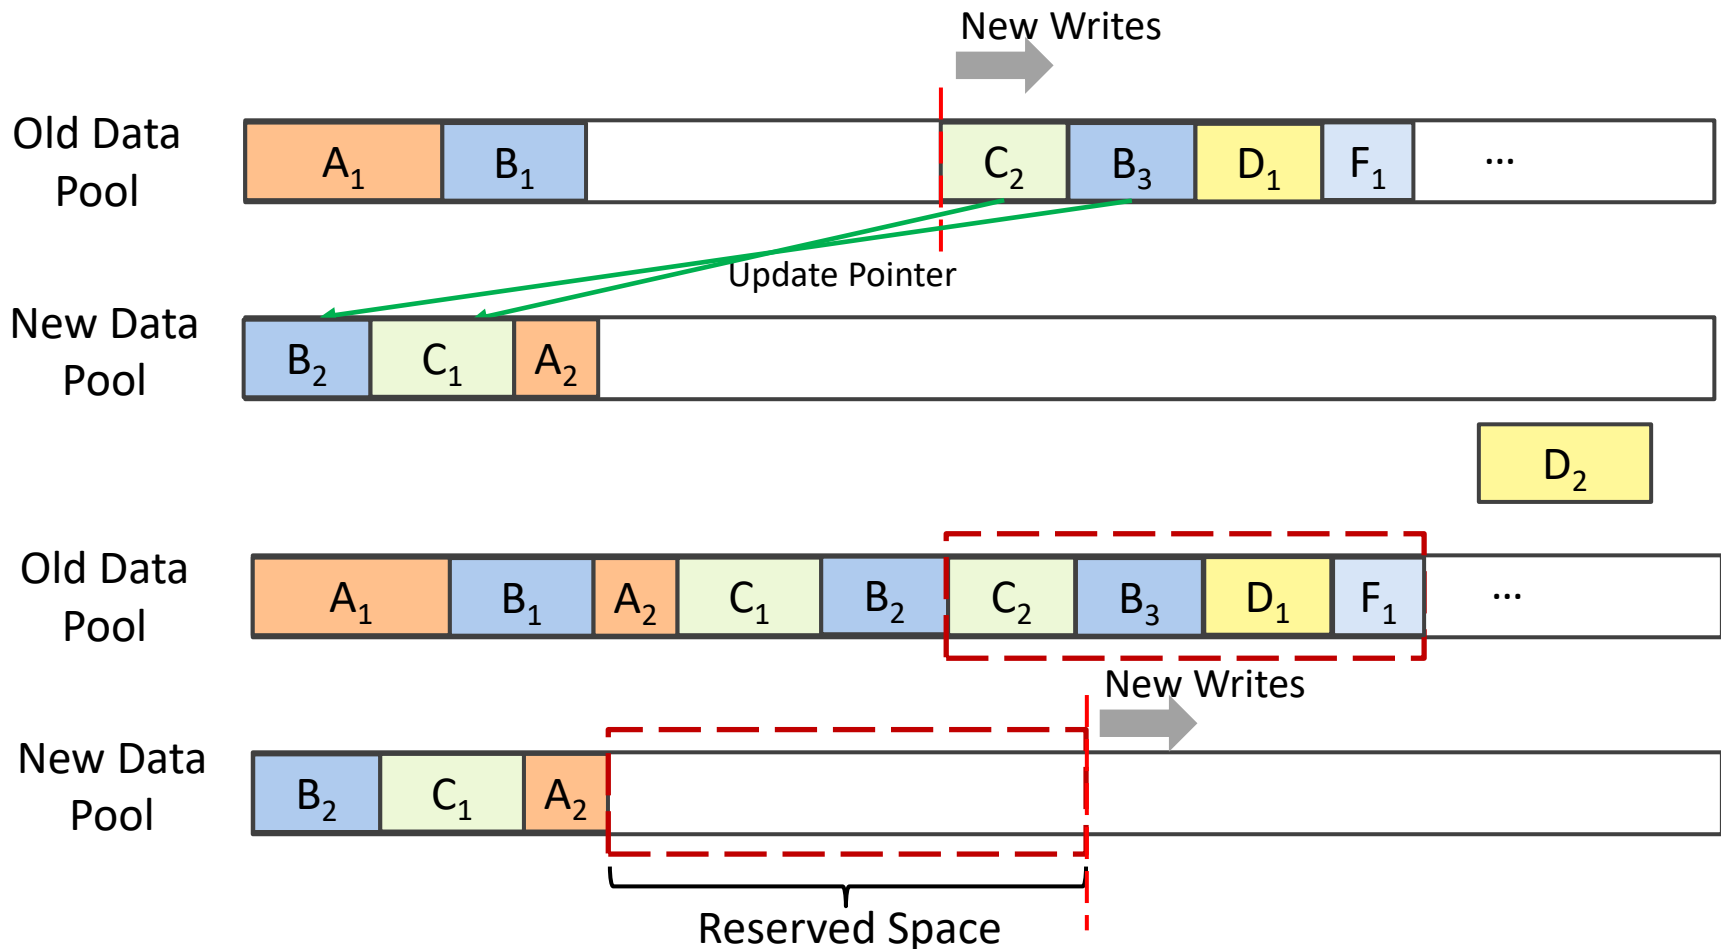 New Writes
Old Data
Pool
A₁ B₁ C₂ B₃ D₁ F₁ ...
Update Pointer
New Data
Pool
B₂ C₁ A₂
D₂
Old Data
Pool
A₁ B₁ A₂ C₁ B₂ C₂ B₃ D₁ F₁ ...
New Writes
New Data
Pool
B₂ C₁ A₂
Reserved Space